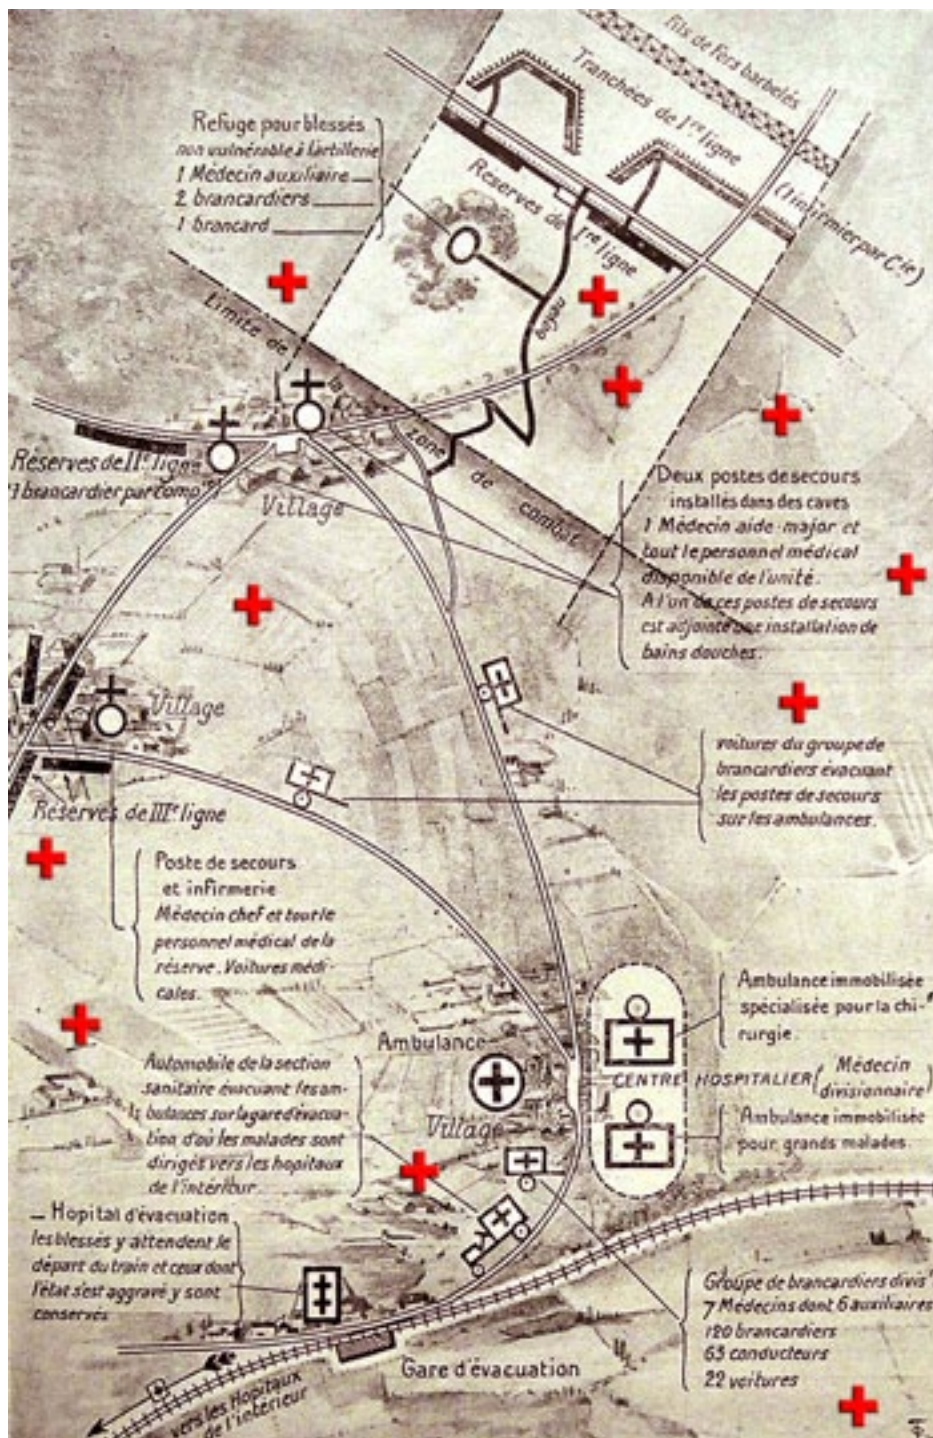 Fils de fers barbelés
Tranchées de 1re ligne
(1 infirmier par Cie)
Réserves de 1re ligne
boyau
Refuge pour blessés
non vulnérable à l'artillerie
1 Médecin auxiliaire
2 brancardiers
1 brancard
Limite de la zone de combat
Réserves de IIe ligne
(1 brancardier par comp
Village
Deux postes de secours
installés dans des caves
1 Médecin aide-major et
tout le personnel médical
disponible de l'unité.
A l'un de ces postes de secours
est adjointe une installation de
bains douches.
Village
Réserves de IIIe ligne
voitures du groupe de
brancardiers évacuant
les postes de secours
sur les ambulances.
Poste de secours
et infirmerie
Médecin chef et tout le
personnel médical de la
réserve. Voitures médi-
cales.
Ambulance
Village
Ambulance immobilisée
spécialisée pour la chi-
rurgie.
CENTRE HOSPITALIER
(Médecin
divisionnaire)
Ambulance immobilisée
pour grands malades.
Automobile de la section
sanitaire évacuant les am-
bulances sur la gare d'évacua-
tion d'où les malades sont
dirigés vers les hopitaux
de l'intérieur.
Hopital d'évacuation
les blessés y attendent le
départ du train et ceux dont
l'état s'est aggravé y sont
conservés
Groupe de brancardiers divisre
7 Médecins dont 6 auxiliaires
120 brancardiers
63 conducteurs
22 voitures
Gare d'évacuation
vers les Hopitaux
de l'intérieur